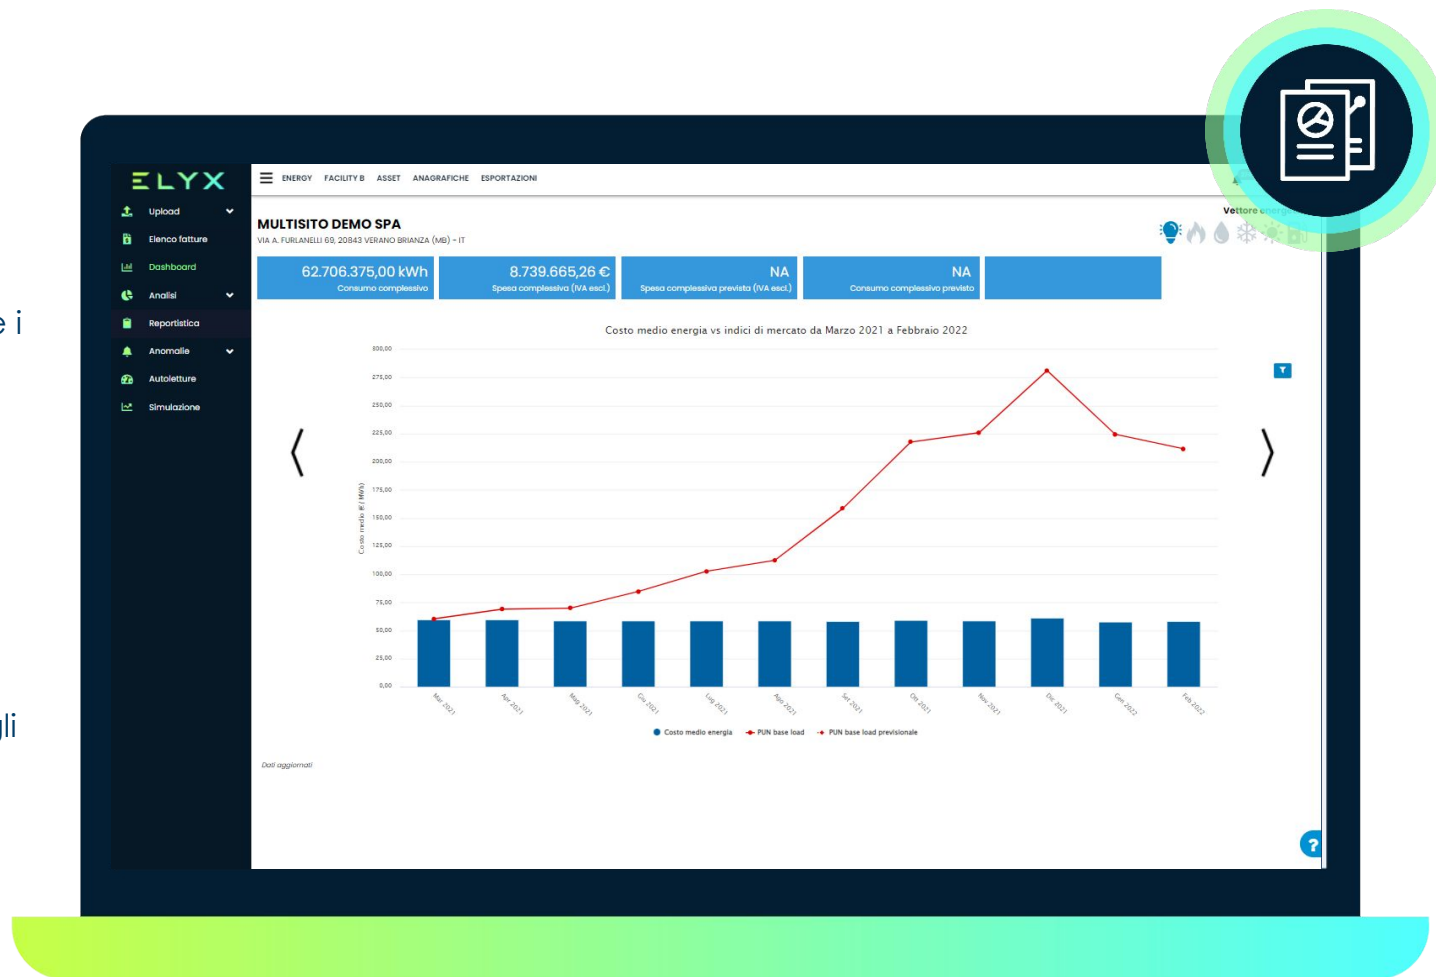 ELYX
ENERGY FACILITY B ASSET ANAGRAFICHE ESPORTAZIONI
Upload
Elenco fatture
Dashboard
Analisi
Reportistica
Anomalie
Autoletture
Simulazione
e i
gli
MULTISITO DEMO SPA
VIA A. FURLANELLI 69, 20843 VERANO BRIANZA (MB) - IT
Vettore
62.706.375,00 kWh
Consumo complessivo
8.739.665,26 €
Spesa complessiva (IVA escl.)
NA
Spesa complessiva prevista (IVA escl.)
NA
Consumo complessivo previsto
Costo medio energia vs indici di mercato da Marzo 2021 a Febbraio 2022
Costo medio €(MWh)
300,00
275,00
250,00
225,00
200,00
175,00
150,00
125,00
100,00
75,00
50,00
25,00
0,00
Mar 2021
Apr 2021
Mag 2021
Giu 2021
Lug 2021
Ago 2021
Set 2021
Ott 2021
Nov 2021
Dic 2021
Gen 2022
Feb 2022
Costo medio energia PUN base load PUN base load previsionale
Dati aggiornati
?